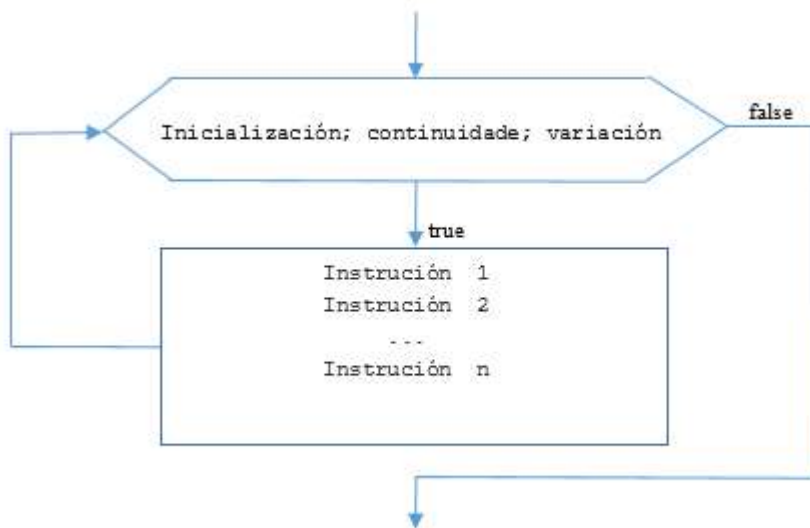 Inicialización; continuidade; variación
false
true
Instrución 1
Instrución 2
...
Instrución n